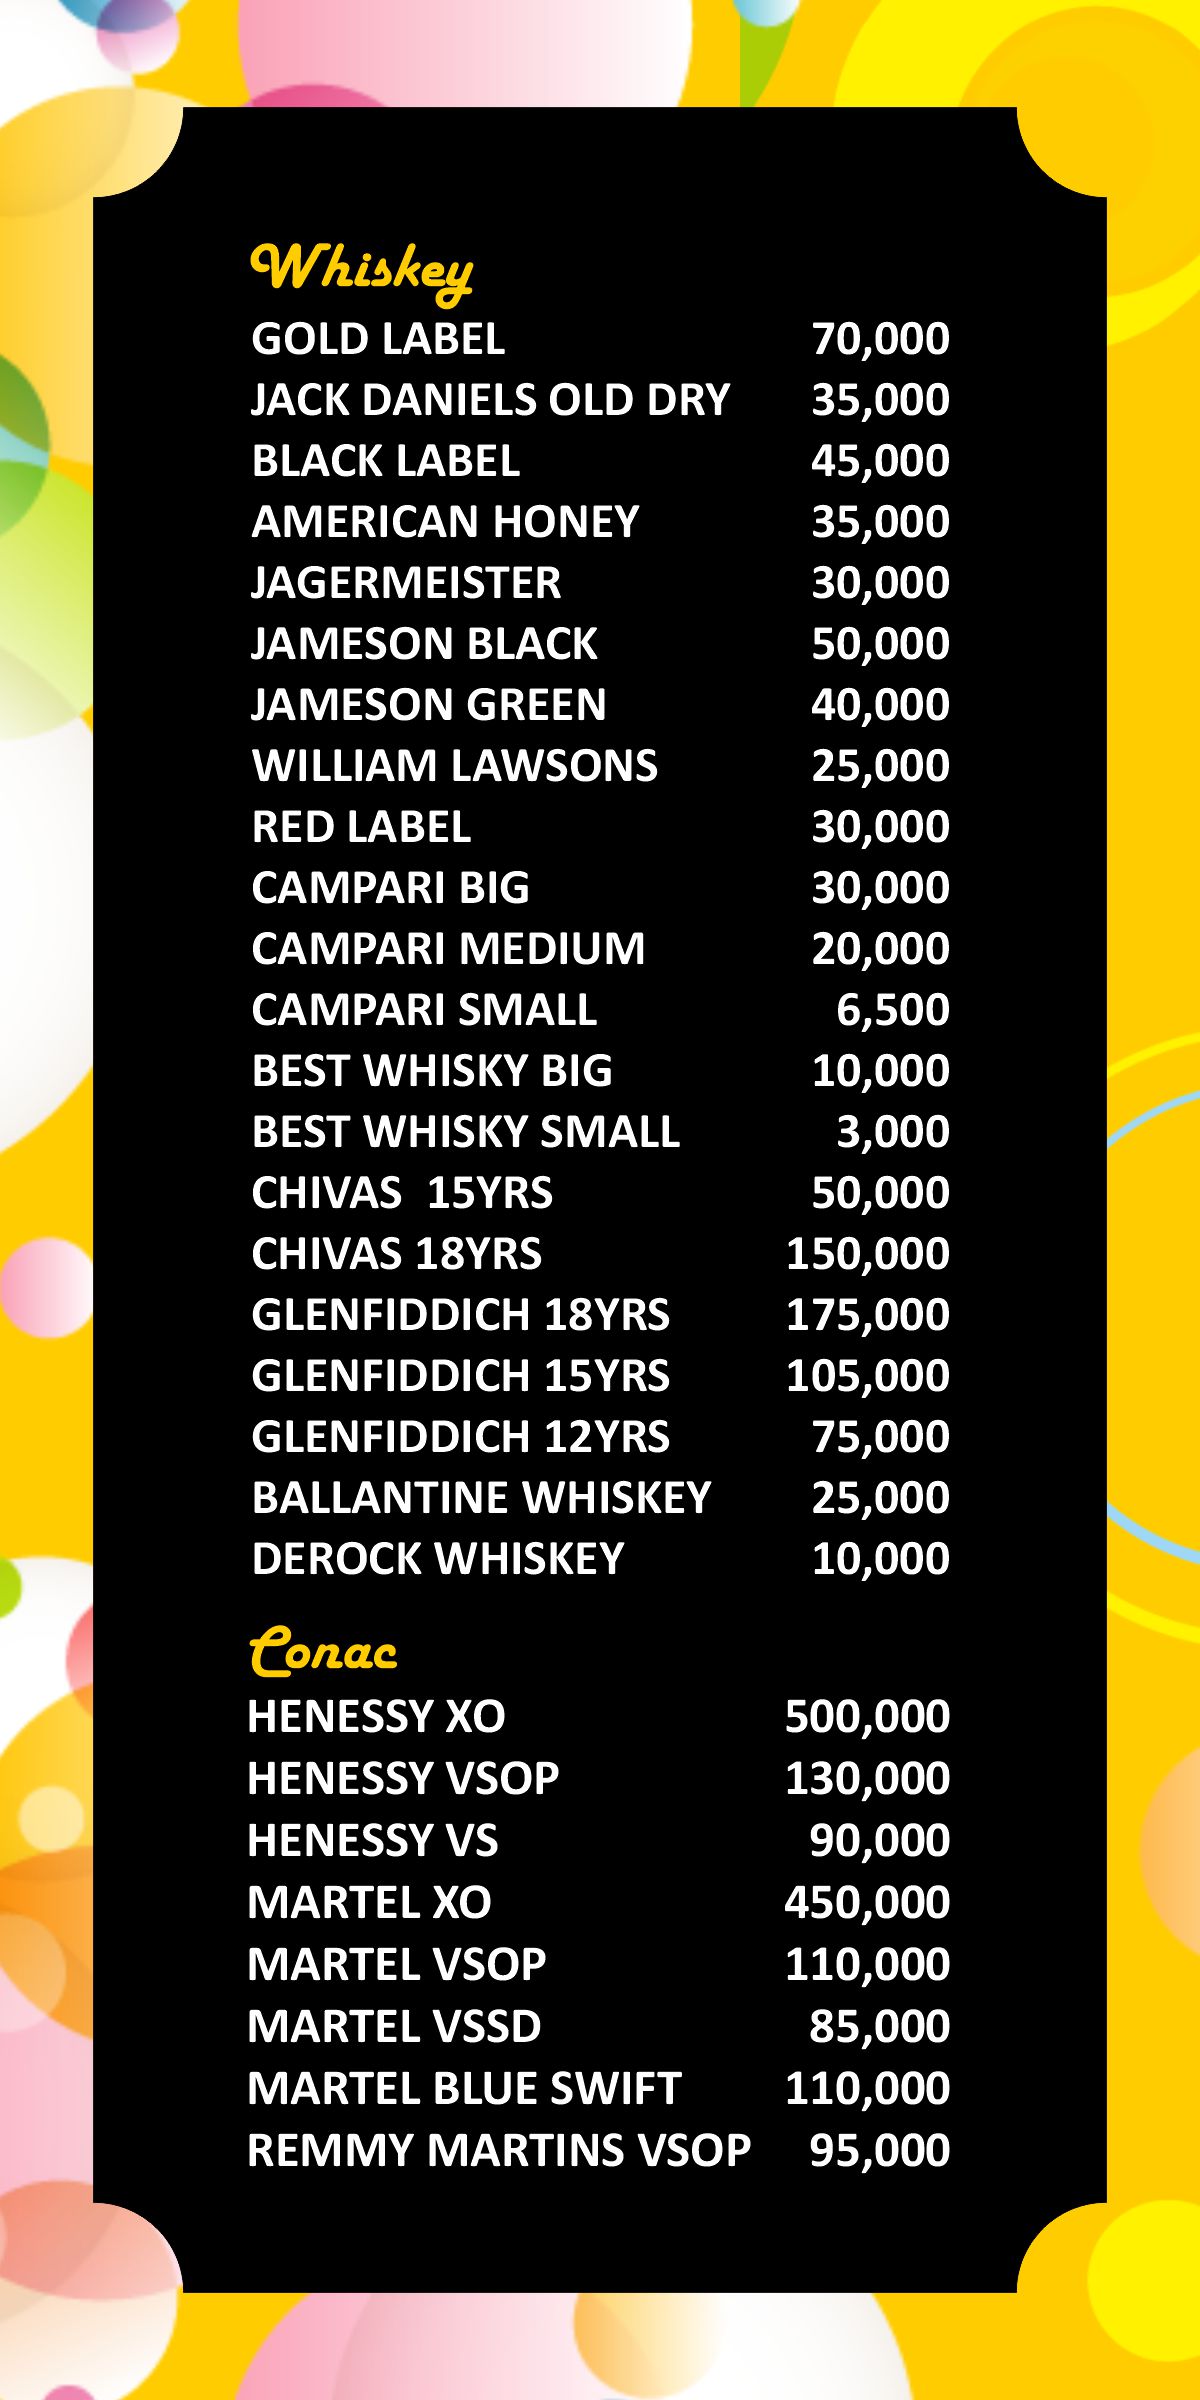 Whiskey
GOLD LABEL 70,000
JACK DANIELS OLD DRY 35,000
BLACK LABEL 45,000
AMERICAN HONEY 35,000
JAGERMEISTER 30,000
JAMESON BLACK 50,000
JAMESON GREEN 40,000
WILLIAM LAWSONS 25,000
RED LABEL 30,000
CAMPARI BIG 30,000
CAMPARI MEDIUM 20,000
CAMPARI SMALL 6,500
BEST WHISKY BIG 10,000
BEST WHISKY SMALL 3,000
CHIVAS 15YRS 50,000
CHIVAS 18YRS 150,000
GLENFIDDICH 18YRS 175,000
GLENFIDDICH 15YRS 105,000
GLENFIDDICH 12YRS 75,000
BALLANTINE WHISKEY 25,000
DEROCK WHISKEY 10,000
Conac
HENESSY XO 500,000
HENESSY VSOP 130,000
HENESSY VS 90,000
MARTEL XO 450,000
MARTEL VSOP 110,000
MARTEL VSSD 85,000
MARTEL BLUE SWIFT 110,000
REMMY MARTINS VSOP 95,000